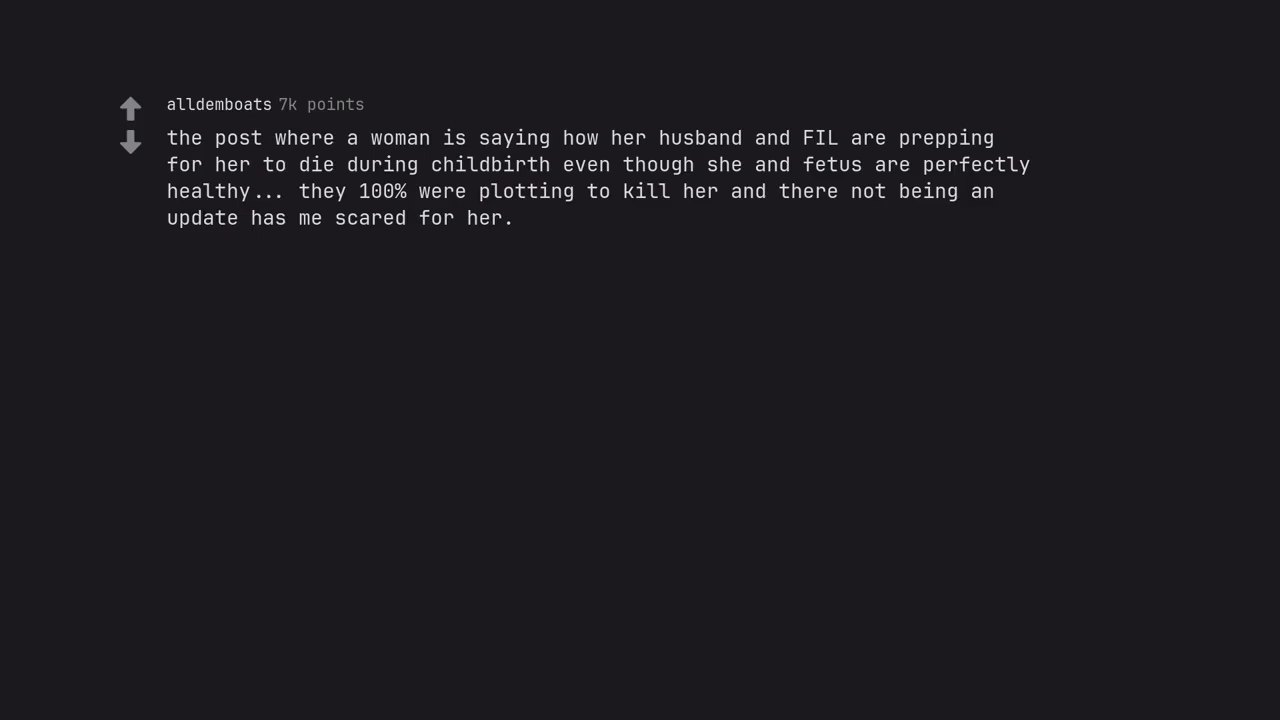 alldemboats 7k points
the post where a woman is saying how her husband and FIL are prepping
for her to die during childbirth even though she and fetus are perfectly
healthy... they 100% were plotting to kill her and there not being an
update has me scared for her.